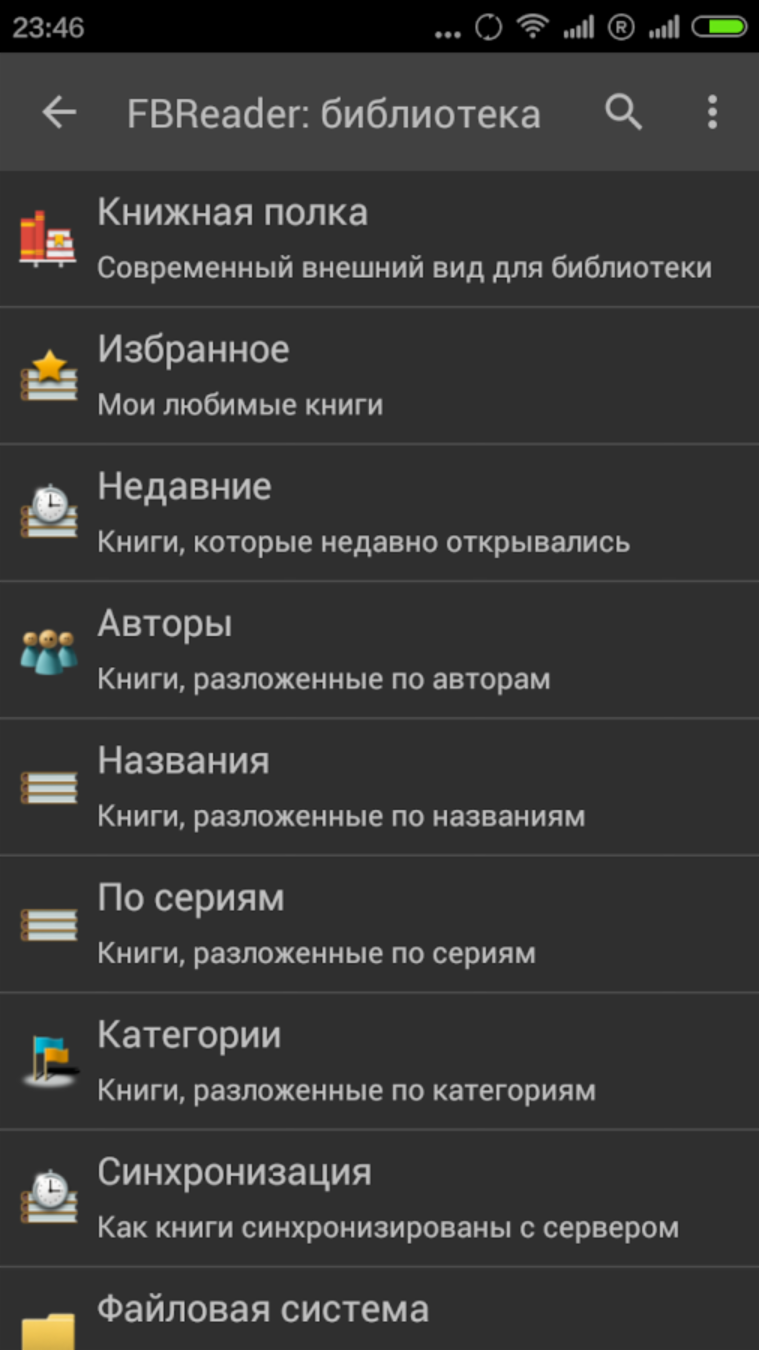 23:46
FBReader: библиотека
Книжная полка
Современный внешний вид для библиотеки
Избранное
Мои любимые книги
Недавние
Книги, которые недавно открывались
Авторы
Книги, разложенные по авторам
Названия
Книги, разложенные по названиям
По сериям
Книги, разложенные по сериям
Категории
Книги, разложенные по категориям
Синхронизация
Как книги синхронизированы с сервером
Файловая система